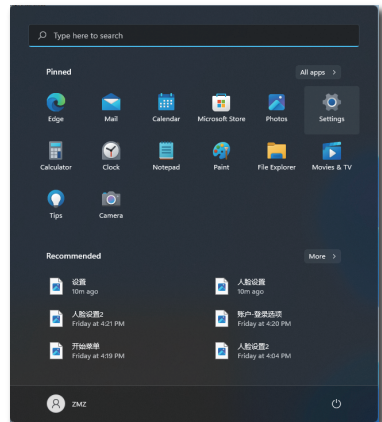 Type here to search
Pinned
All apps >
Edge
Mail
Calendar
Microsoft Store
Photos
Settings
Calculator
Clock
Notepad
Paint
File Explorer
Movies & TV
Tips
Camera
Recommended
More >
设置
10m ago
人脸设置
10m ago
人脸设置2
Friday at 4:21 PM
账户-登录选项
Friday at 4:20 PM
开始菜单
Friday at 4:19 PM
人脸设置2
Friday at 4:04 PM
ZMZ